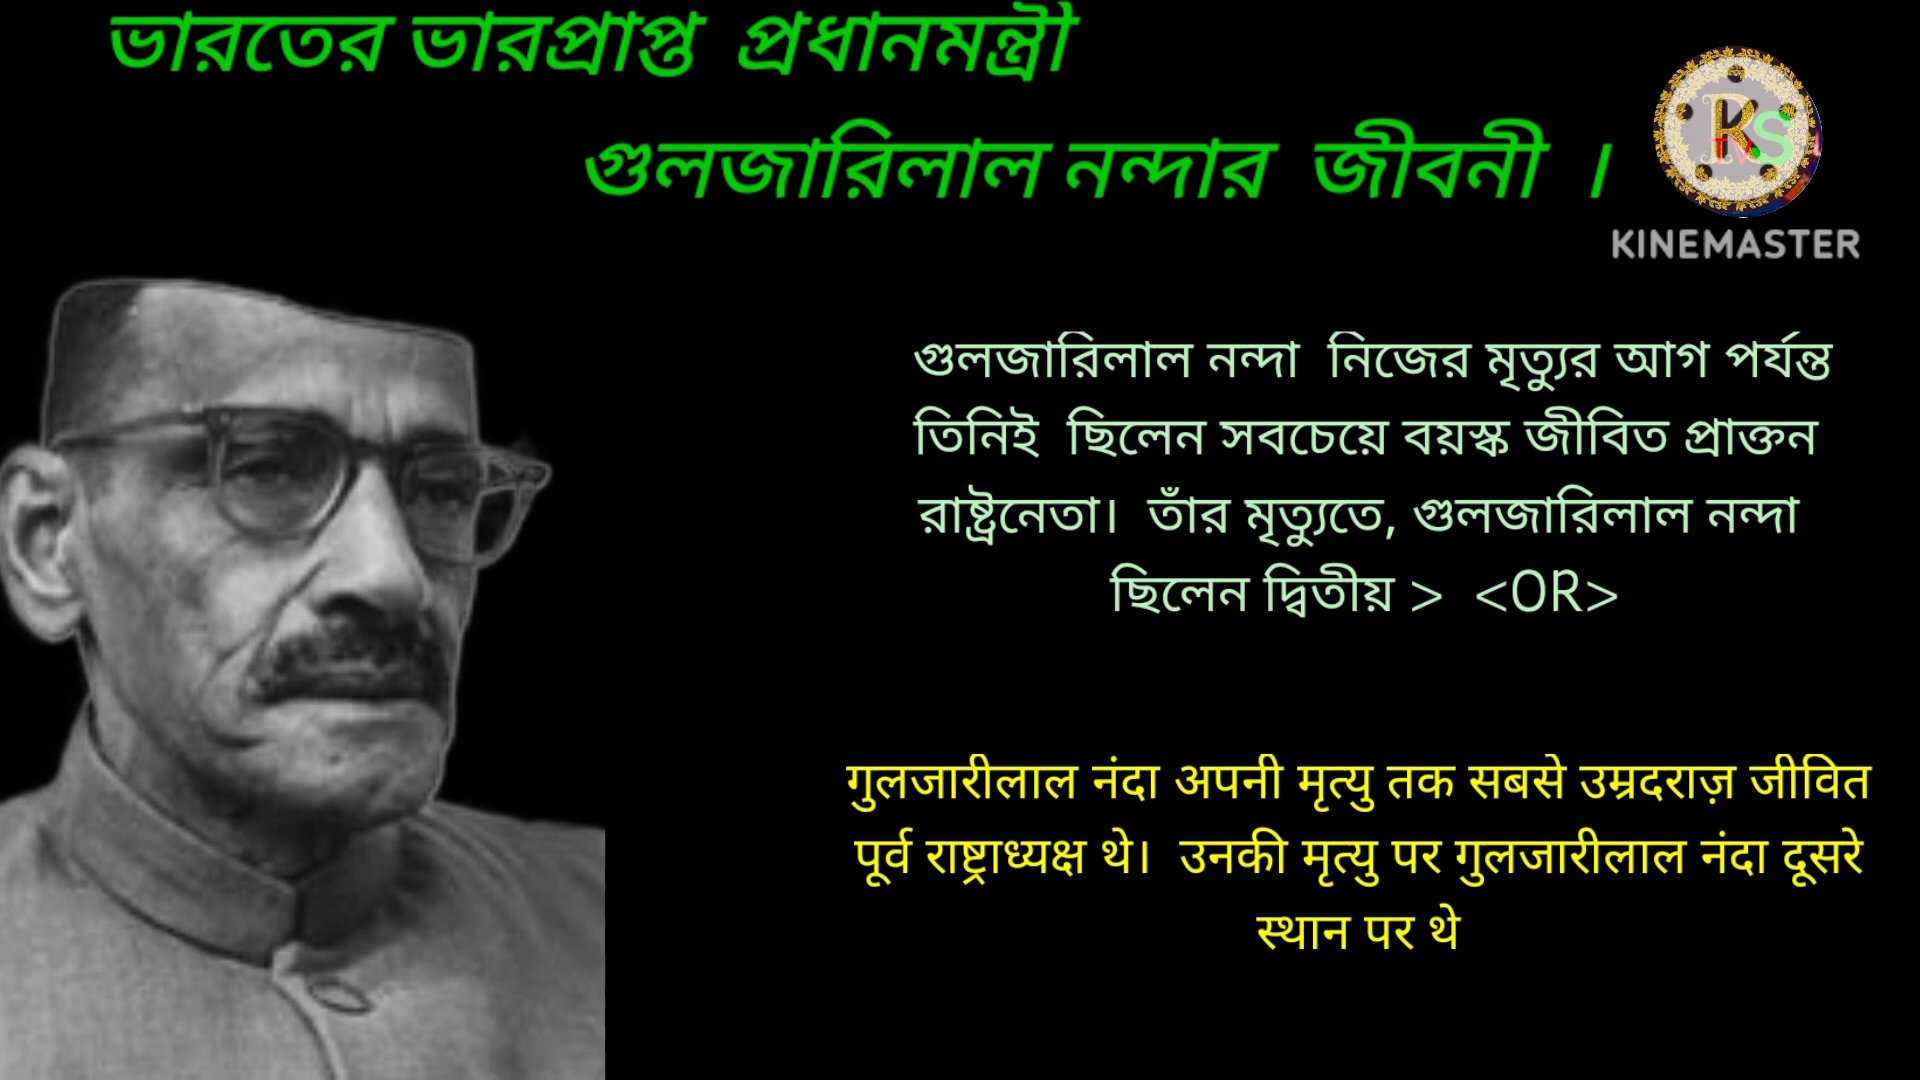 ভারতের ভারপ্রাপ্ত প্রধানমন্ত্রী
গুলজারিলাল নন্দার জীবনী ।
RS
KINEMASTER
গুলজারিলাল নন্দা নিজের মৃত্যুর আগ পর্যন্ত
তিনিই ছিলেন সবচেয়ে বয়স্ক জীবিত প্রাক্তন
রাষ্ট্রনেতা। তাঁর মৃত্যুতে, গুলজারিলাল নন্দা
ছিলেন দ্বিতীয় > <OR>
गुलजारीलाल नंदा अपनी मृत्यु तक सबसे उम्रदराज़ जीवित
पूर्व राष्ट्राध्यक्ष थे। उनकी मृत्यु पर गुलजारीलाल नंदा दूसरे
स्थान पर थे